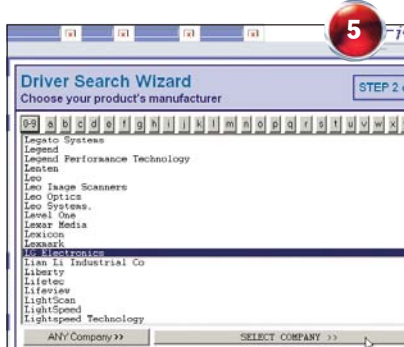 5
Driver Search Wizard
Choose your product's manufacturer
STEP 2
0-9 a b c d e f g h i j k l m n o p q r s t u v w x
Legato Systems
Legend
Legend Performance Technology
Lenten
Leo
Leo Image Scanners
Leo Optics
Leo Systems.
Level One
Lexar Media
Lexicon
Lexmark
LG Electronics
Lian Li Industrial Co
Liberty
Lifetec
Lifeview
LightScan
LightSpeed
Lightspeed Technology
ANY Company >>
SELECT COMPANY >>